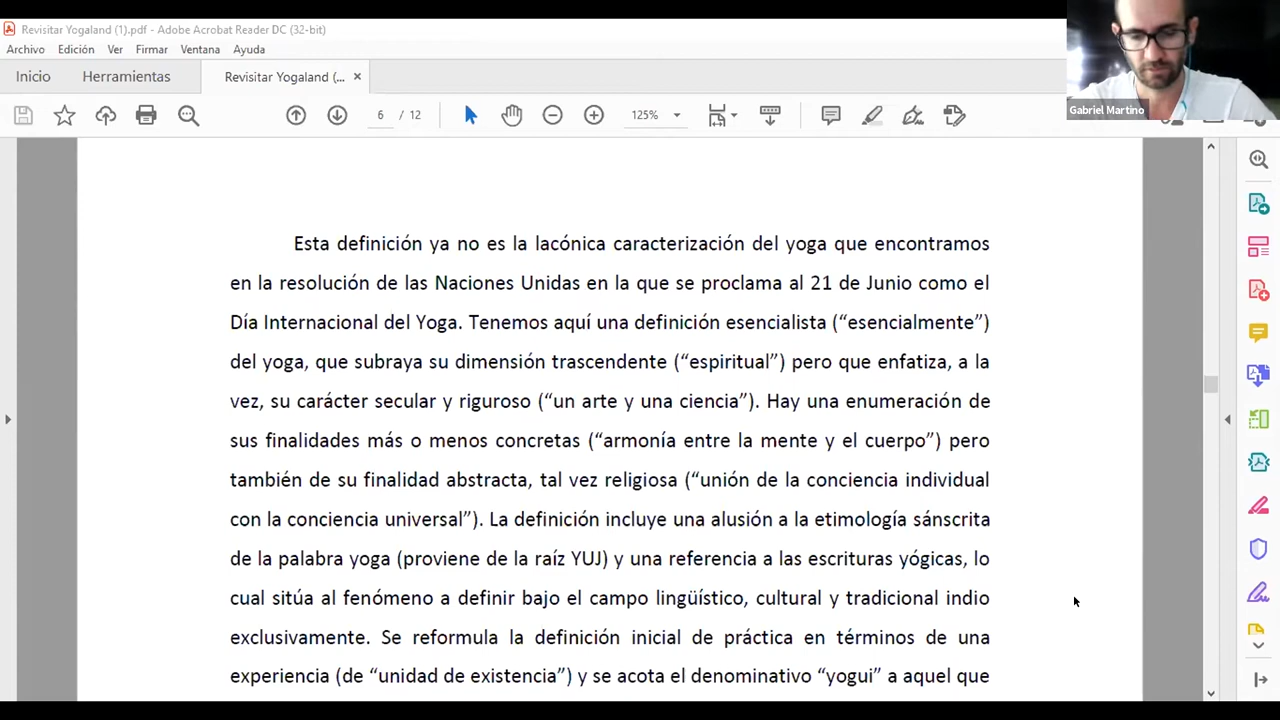 Revisitar Yogaland (1).pdf - Adobe Acrobat Reader DC (32-bit)
Archivo Edición Ver Firmar Ventana Ayuda
Inicio Herramientas Revisitar Yogaland (... ×
6 / 12 125%
Gabriel Martino
Esta definición ya no es la lacónica caracterización del yoga que encontramos
en la resolución de las Naciones Unidas en la que se proclama al 21 de Junio como el
Día Internacional del Yoga. Tenemos aquí una definición esencialista (“esencialmente”)
del yoga, que subraya su dimensión trascendente (“espiritual”) pero que enfatiza, a la
vez, su carácter secular y riguroso (“un arte y una ciencia”). Hay una enumeración de
sus finalidades más o menos concretas (“armonía entre la mente y el cuerpo”) pero
también de su finalidad abstracta, tal vez religiosa (“unión de la conciencia individual
con la conciencia universal”). La definición incluye una alusión a la etimología sánscrita
de la palabra yoga (proviene de la raíz YUJ) y una referencia a las escrituras yógicas, lo
cual sitúa al fenómeno a definir bajo el campo lingüístico, cultural y tradicional indio
exclusivamente. Se reformula la definición inicial de práctica en términos de una
experiencia (de “unidad de existencia”) y se acota el denominativo “yogui” a aquel que